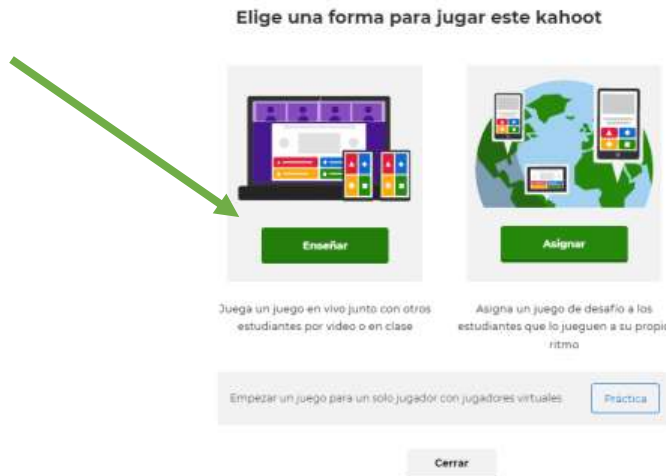 Elige una forma para jugar este kahoot
Enseñar
Asignar
Juega un juego en vivo junto con otros
estudiantes por video o en clase
Asigna un juego de desafío a los
estudiantes que lo jueguen a su propio
ritmo
Empezar un juego para un solo jugador con jugadores virtuales
Práctica
Cerrar